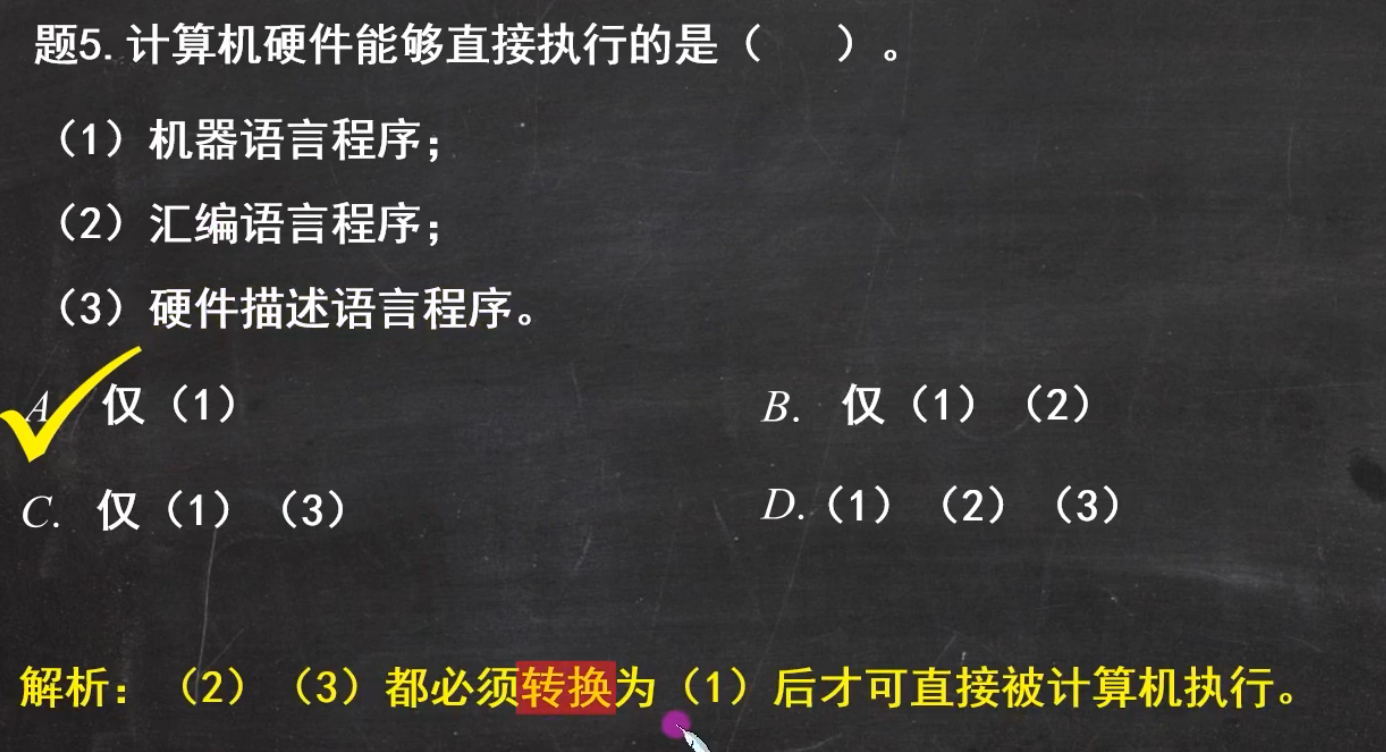 题5. 计算机硬件能够直接执行的是（　　）。
（1）机器语言程序；
（2）汇编语言程序；
（3）硬件描述语言程序。
A. 仅（1）
B. 仅（1）（2）
C. 仅（1）（3）
D. （1）（2）（3）
解析：（2）（3）都必须转换为（1）后才可直接被计算机执行。